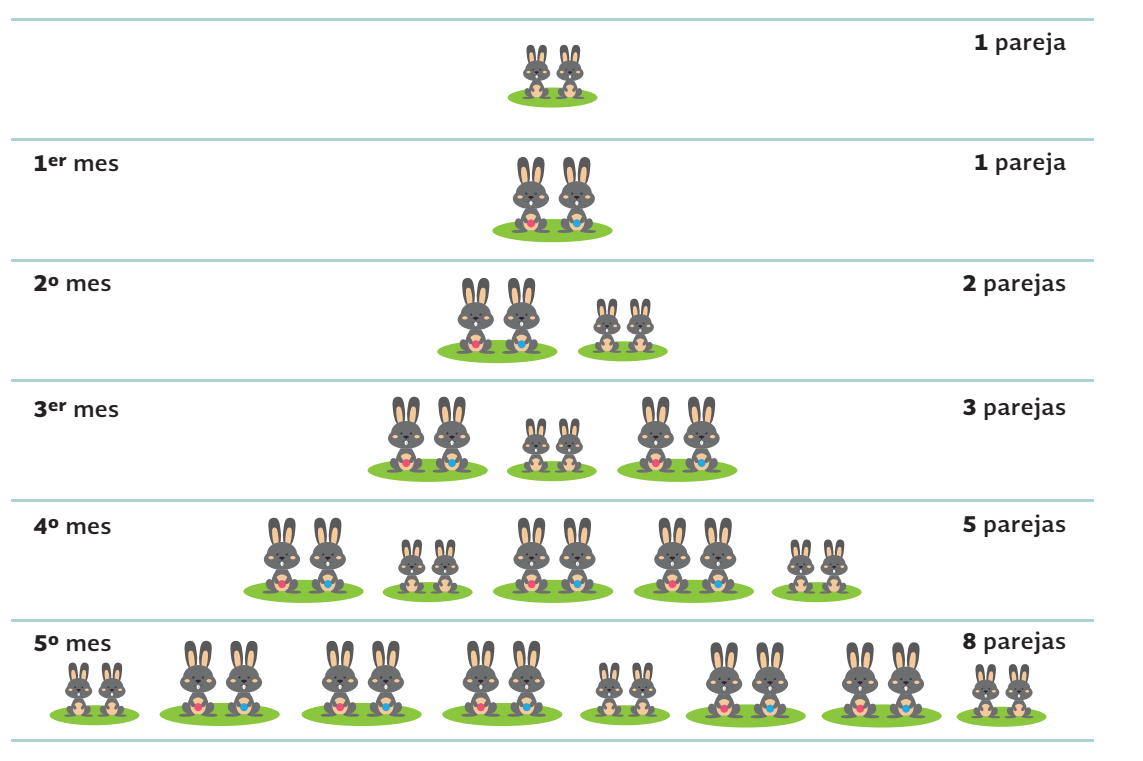 1 pareja
1er mes
1 pareja
2º mes
2 parejas
3er mes
3 parejas
4º mes
5 parejas
5º mes
8 parejas